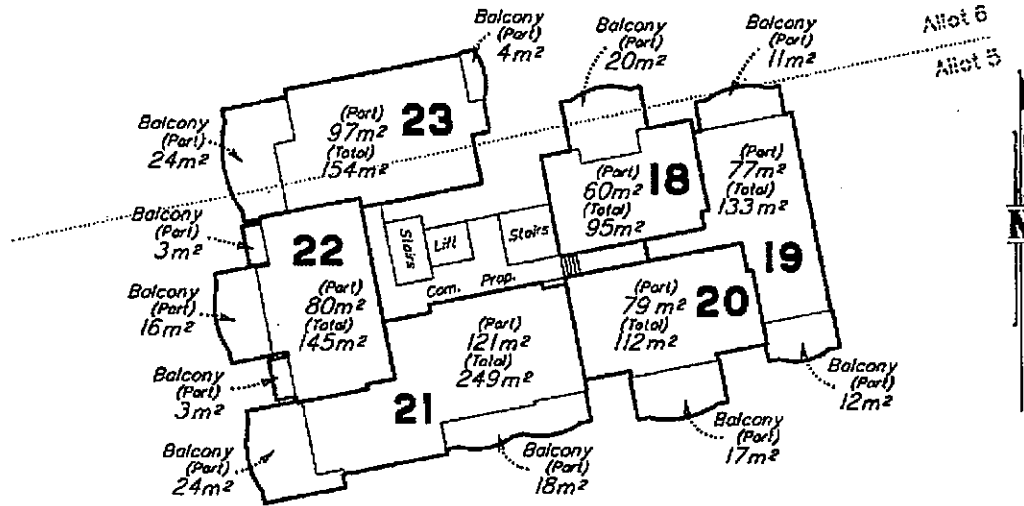 Balcony
(Part)
4m²
Balcony
(Part)
20m²
Balcony
(Part)
11m²
Allot 6
Allot 5
Balcony
(Part)
24m²
(Part)
97m²
(Total)
154m²
23
(Part)
60m²
(Total)
95m²
18
(Part)
77m²
(Total)
133m²
19
Balcony
(Part)
3m²
22
(Part)
80m²
(Total)
145m²
Stairs
Lift
Stairs
Com. Prop.
Balcony
(Part)
16m²
(Part)
79m²
(Total)
112m²
20
(Part)
121m²
(Total)
249m²
21
Balcony
(Part)
3m²
Balcony
(Part)
12m²
Balcony
(Part)
24m²
Balcony
(Part)
18m²
Balcony
(Part)
17m²
N